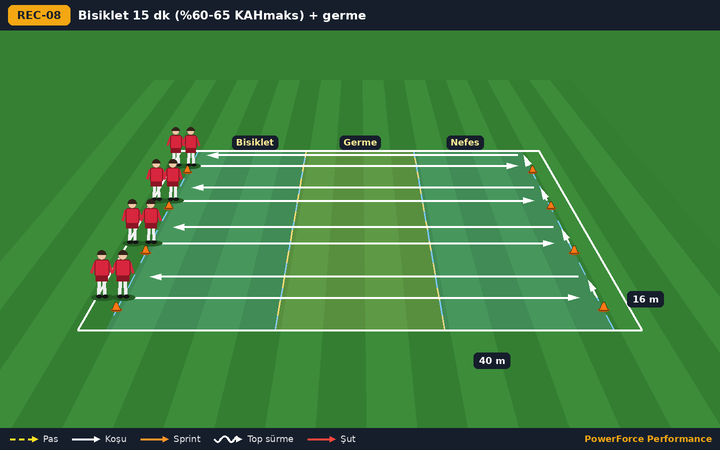 REC-08 Bisiklet 15 dk (%60-65 KAHmaks) + germe
Bisiklet Germe Nefes
16 m
40 m
Pas Koşu Sprint Top sürme Şut PowerForce Performance